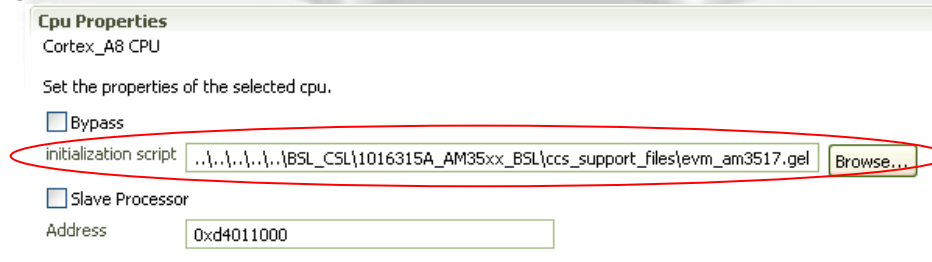 Cpu Properties
Cortex_A8 CPU
Set the properties of the selected cpu.
Bypass
initialization script ..\..\..\..\..\BSL_CSL\1016315A_AM35xx_BSL\ccs_support_files\evm_am3517.gel Browse...
Slave Processor
Address 0xd4011000